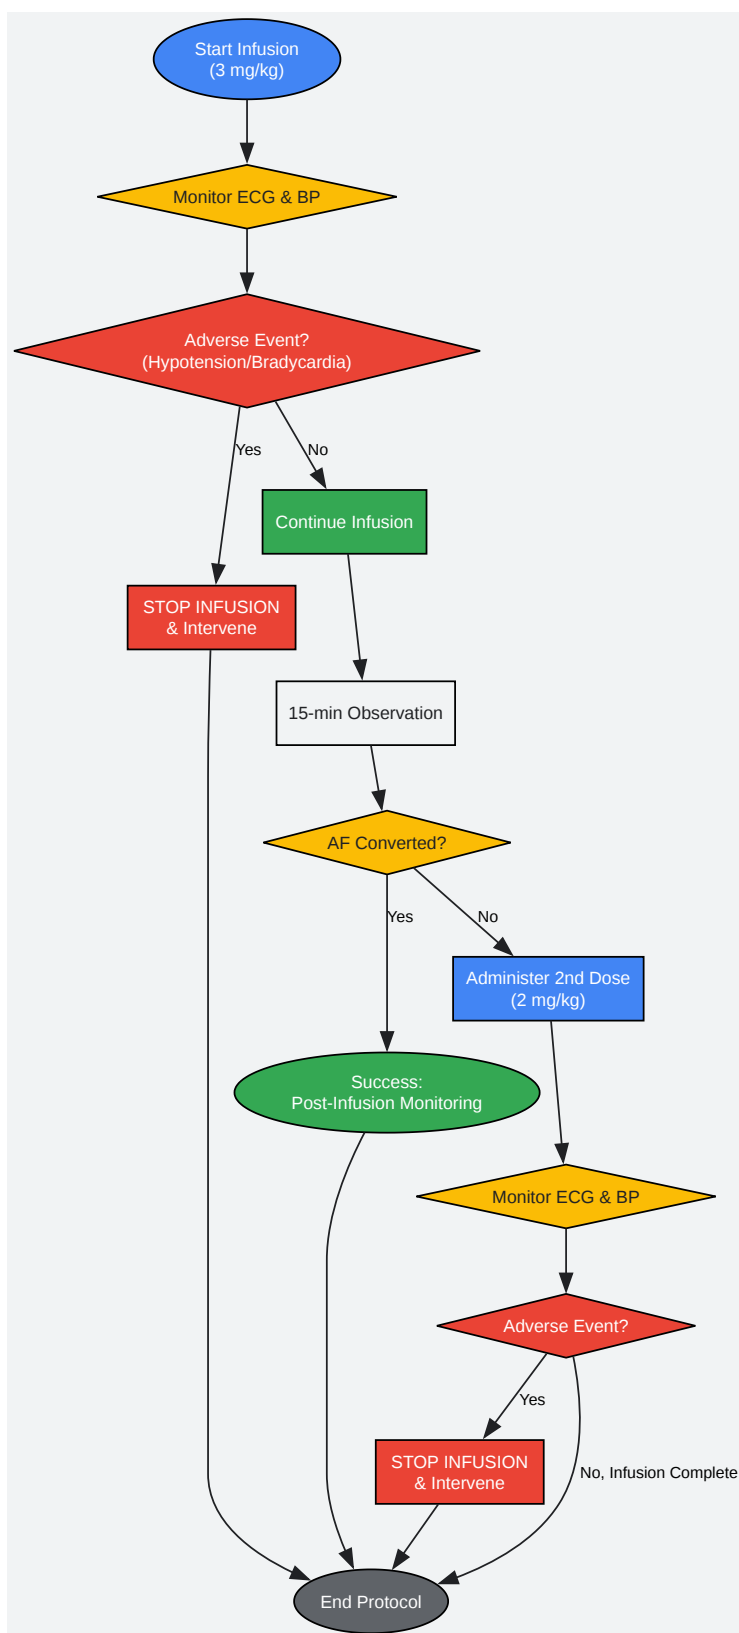 Start Infusion
(3 mg/kg)
Monitor ECG & BP
Adverse Event?
(Hypotension/Bradycardia)
Yes
No
Continue Infusion
STOP INFUSION
& Intervene
15-min Observation
AF Converted?
Yes
No
Administer 2nd Dose
(2 mg/kg)
Success:
Post-Infusion Monitoring
Monitor ECG & BP
Adverse Event?
Yes
STOP INFUSION
& Intervene
No, Infusion Complete
End Protocol